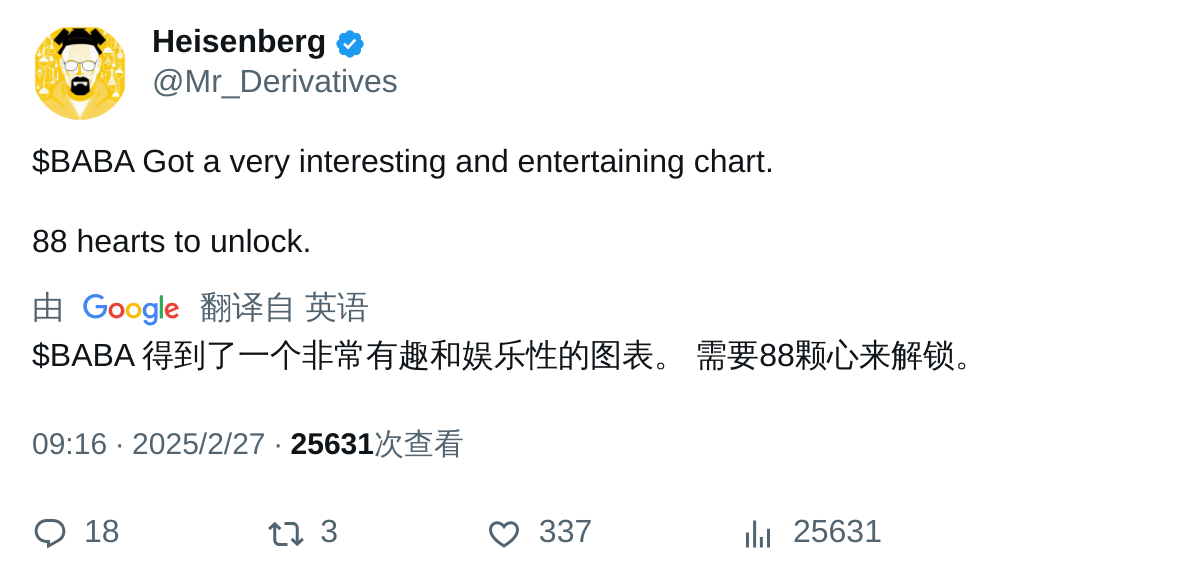 Heisenberg
@Mr_Derivatives
$BABA Got a very interesting and entertaining chart.
88 hearts to unlock.
由 Google 翻译自 英语
$BABA 得到了一个非常有趣和娱乐性的图表。 需要88颗心来解锁。
09:16 · 2025/2/27 · 25631次查看
18 3 337 25631